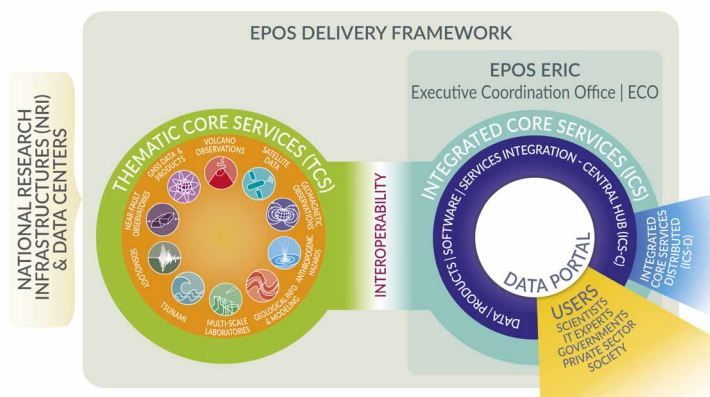 EPOS DELIVERY FRAMEWORK
NATIONAL RESEARCH
INFRASTRUCTURES (NRI)
& DATA CENTERS
THEMATIC CORE SERVICES (TCS)
VOLCANO
OBSERVATIONS
SATELLITE
DATA
GEOMAGNETIC
OBSERVATIONS
ANTHROPOGENIC
HAZARDS
GEOLOGICAL INFO
& MODELING
MULTI-SCALE
LABORATORIES
TSUNAMI
SEISMOLOGY
NEAR-FAULT
OBSERVATORIES
GNSS DATA &
PRODUCTS
INTEROPERABILITY
EPOS ERIC
Executive Coordination Office | ECO
INTEGRATED CORE SERVICES (ICS)
DATA | PRODUCTS | SOFTWARE | SERVICES INTEGRATION - CENTRAL HUB (ICS-C)
DATA PORTAL
INTEGRATED
CORE SERVICES
DISTRIBUTED
(ICS-D)
USERS
SCIENTISTS
IT EXPERTS
GOVERNMENTS
PRIVATE SECTOR
SOCIETY